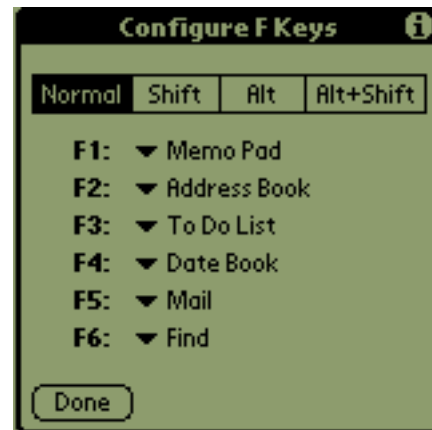 Configure F Keys i
Normal Shift Alt Alt+Shift
F1: Memo Pad
F2: Address Book
F3: To Do List
F4: Date Book
F5: Mail
F6: Find
Done